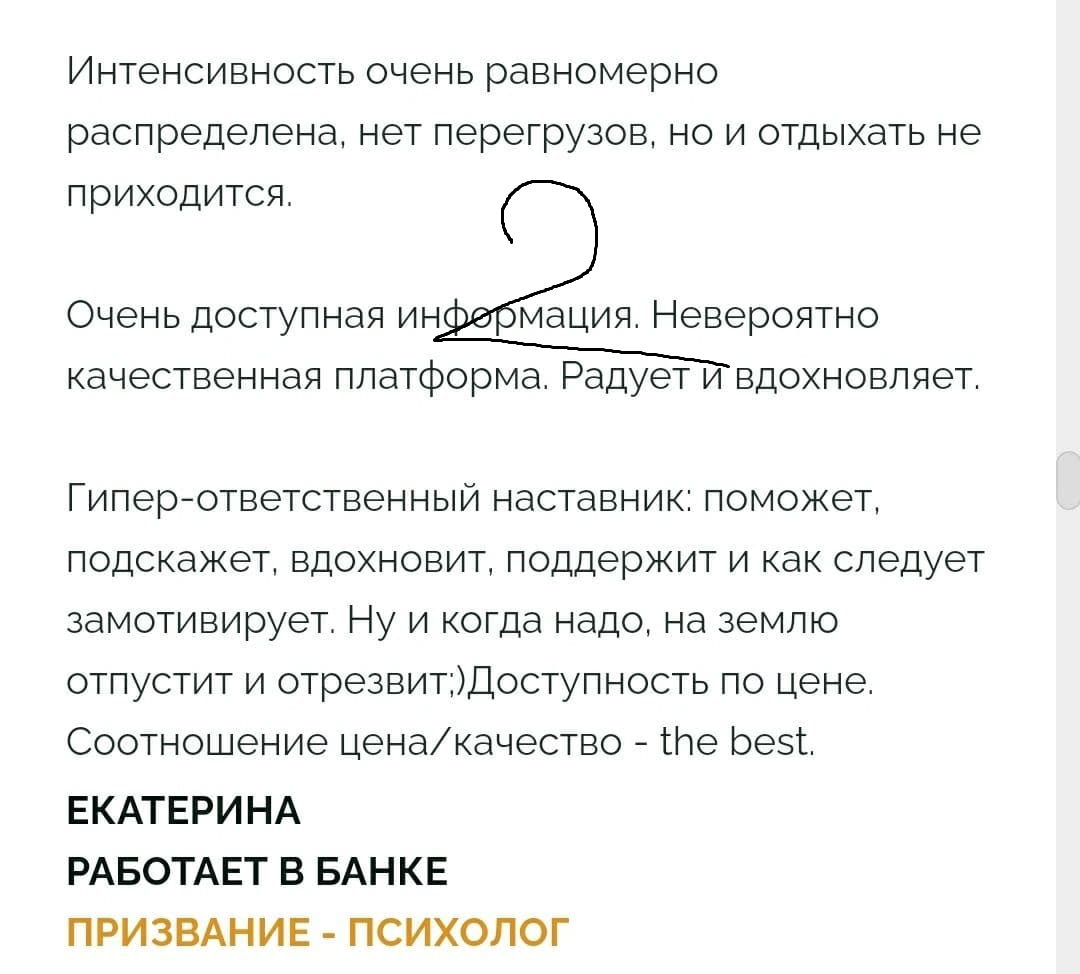 Интенсивность очень равномерно
распределена, нет перегрузов, но и отдыхать не
приходится.
2
Очень доступная информация. Невероятно
качественная платформа. Радует и вдохновляет.
Гипер-ответственный наставник: поможет,
подскажет, вдохновит, поддержит и как следует
замотивирует. Ну и когда надо, на землю
отпустит и отрезвит;)Доступность по цене.
Соотношение цена/качество - the best.
ЕКАТЕРИНА
РАБОТАЕТ В БАНКЕ
ПРИЗВАНИЕ - ПСИХОЛОГ